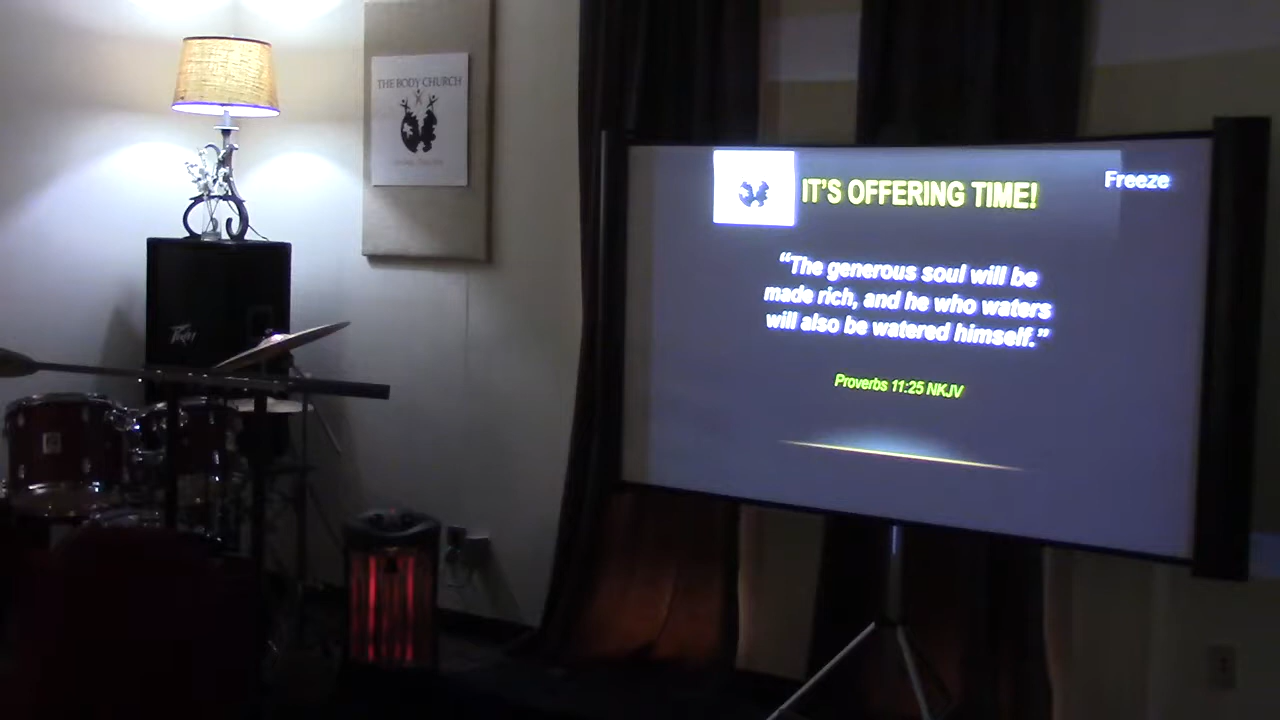 THE BODY CHURCH
PEAVEY
IT'S OFFERING TIME!
Freeze
“The generous soul will be
made rich, and he who waters
will also be watered himself.”
Proverbs 11:25 NKJV